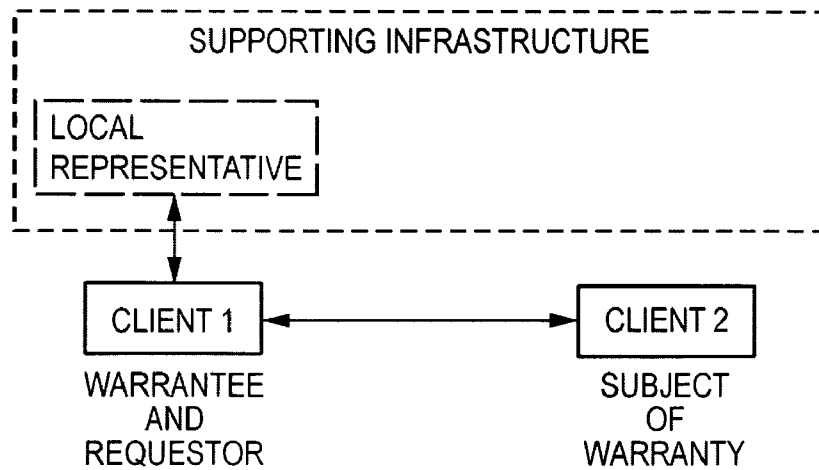 SUPPORTING INFRASTRUCTURE
LOCAL
REPRESENTATIVE
CLIENT 1
CLIENT 2
WARRANTEE
AND
REQUESTOR
SUBJECT
OF
WARRANTY